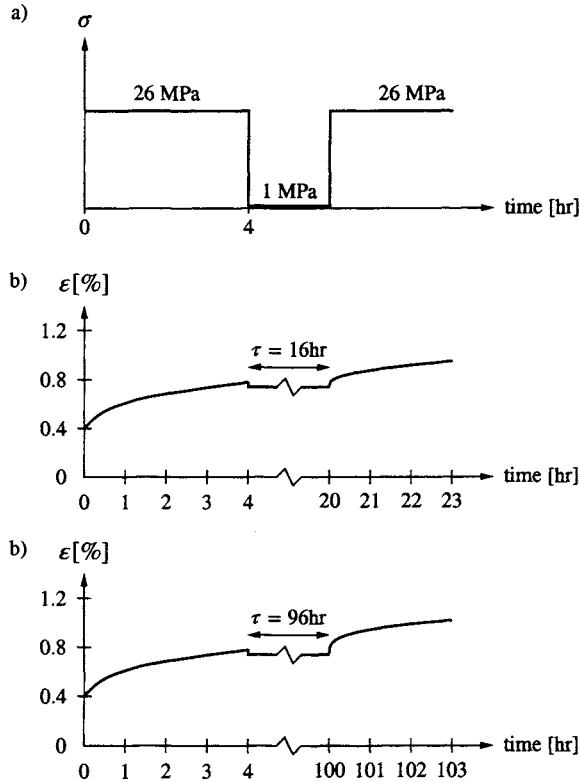 a)
σ
26 MPa
26 MPa
1 MPa
0
4
time [hr]
b)
ε[%]
1.2
0.8
0.4
0
τ = 16hr
time [hr]
0 1 2 3 4 20 21 22 23
b)
ε[%]
1.2
0.8
0.4
0
τ = 96hr
time [hr]
0 1 2 3 4 100 101 102 103